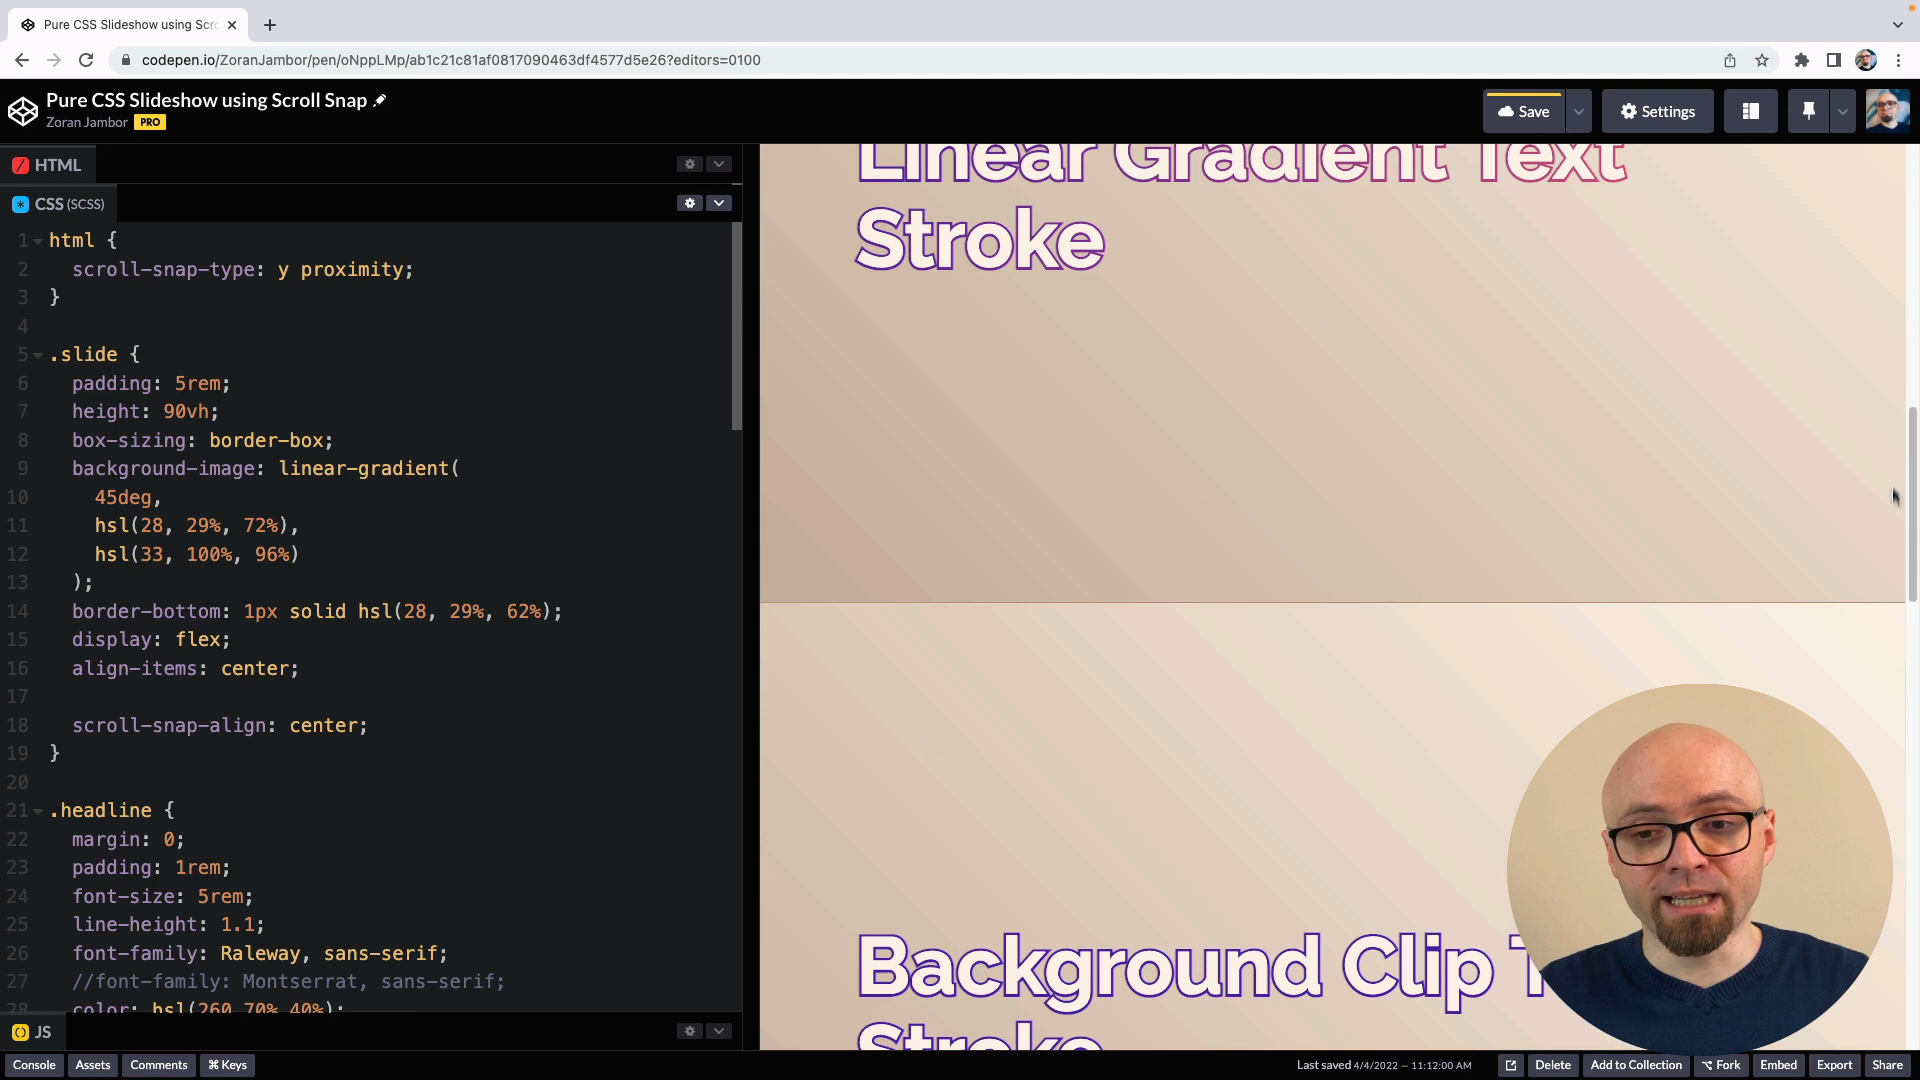 Pure CSS Slideshow using Scro
codepen.io/ZoranJambor/pen/oNppLMp/ab1c21c81af0817090463df4577d5e26?editors=0100
Pure CSS Slideshow using Scroll Snap
Zoran Jambor PRO
Save
Settings
HTML
CSS (SCSS)
1 html {
2 scroll-snap-type: y proximity;
3 }
4
5 .slide {
6 padding: 5rem;
7 height: 90vh;
8 box-sizing: border-box;
9 background-image: linear-gradient(
10 45deg,
11 hsl(28, 29%, 72%),
12 hsl(33, 100%, 96%)
13 );
14 border-bottom: 1px solid hsl(28, 29%, 62%);
15 display: flex;
16 align-items: center;
17
18 scroll-snap-align: center;
19 }
20
21 .headline {
22 margin: 0;
23 padding: 1rem;
24 font-size: 5rem;
25 line-height: 1.1;
26 font-family: Raleway, sans-serif;
27 //font-family: Montserrat, sans-serif;
28 color: hsl(260 70% 40%);
JS
Linear Gradient Text
Stroke
Background Clip T
Stroke
Console
Assets
Comments
⌘ Keys
Last saved 4/4/2022 — 11:12:00 AM
Delete
Add to Collection
⌥ Fork
Embed
Export
Share